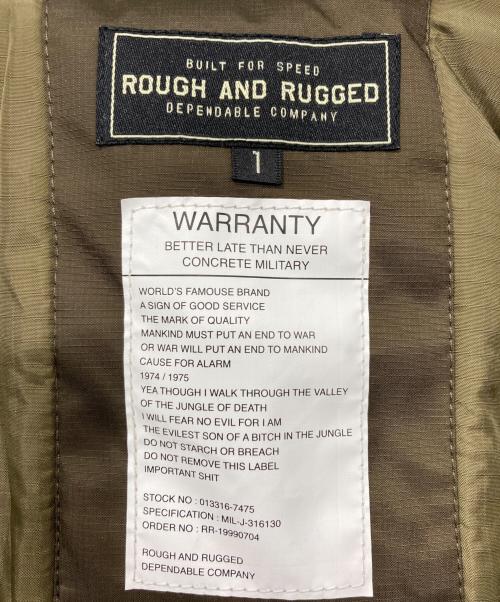 BUILT FOR SPEED
ROUGH AND RUGGED
DEPENDABLE COMPANY
1
WARRANTY
BETTER LATE THAN NEVER
CONCRETE MILITARY
WORLD'S FAMOUSE BRAND
A SIGN OF GOOD SERVICE
THE MARK OF QUALITY
MANKIND MUST PUT AN END TO WAR
OR WAR WILL PUT AN END TO MANKIND
CAUSE FOR ALARM
1974 / 1975
YEA THOUGH I WALK THROUGH THE VALLEY
OF THE JUNGLE OF DEATH
I WILL FEAR NO EVIL FOR I AM
THE EVILEST SON OF A BITCH IN THE JUNGLE
DO NOT STARCH OR BREACH
DO NOT REMOVE THIS LABEL
IMPORTANT SHIT
STOCK NO : 013316-7475
SPECIFICATION : MIL-J-316130
ORDER NO : RR-19990704
ROUGH AND RUGGED
DEPENDABLE COMPANY